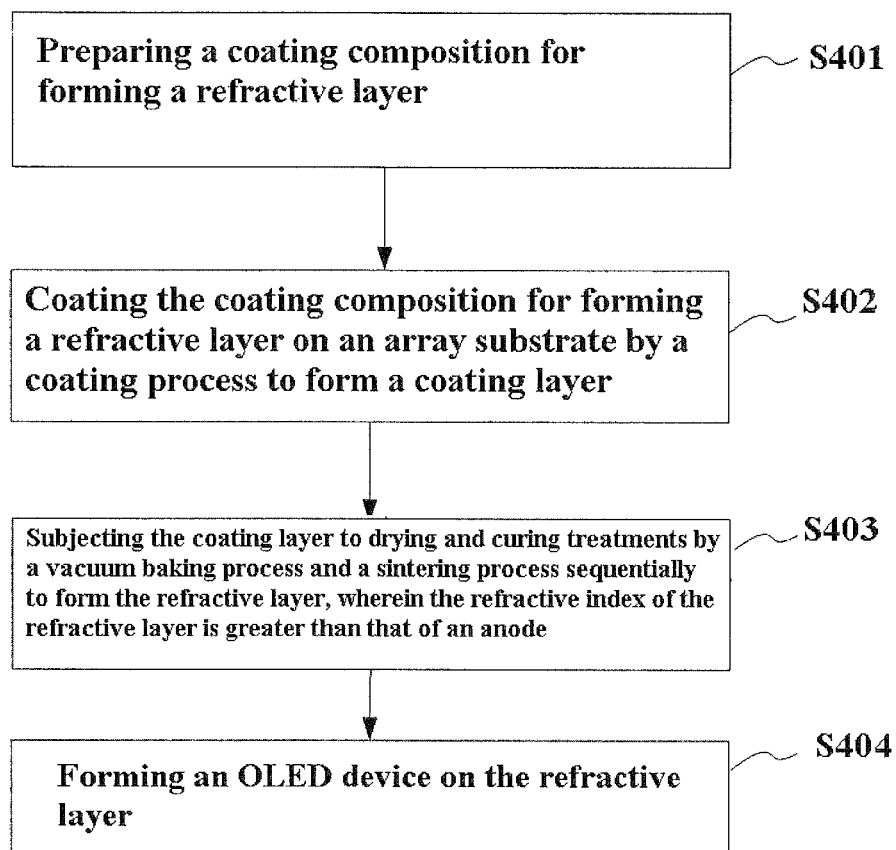 Preparing a coating composition for
forming a refractive layer
S401
Coating the coating composition for forming
a refractive layer on an array substrate by a
coating process to form a coating layer
S402
Subjecting the coating layer to drying and curing treatments by
a vacuum baking process and a sintering process sequentially
to form the refractive layer, wherein the refractive index of the
refractive layer is greater than that of an anode
S403
Forming an OLED device on the refractive
layer
S404